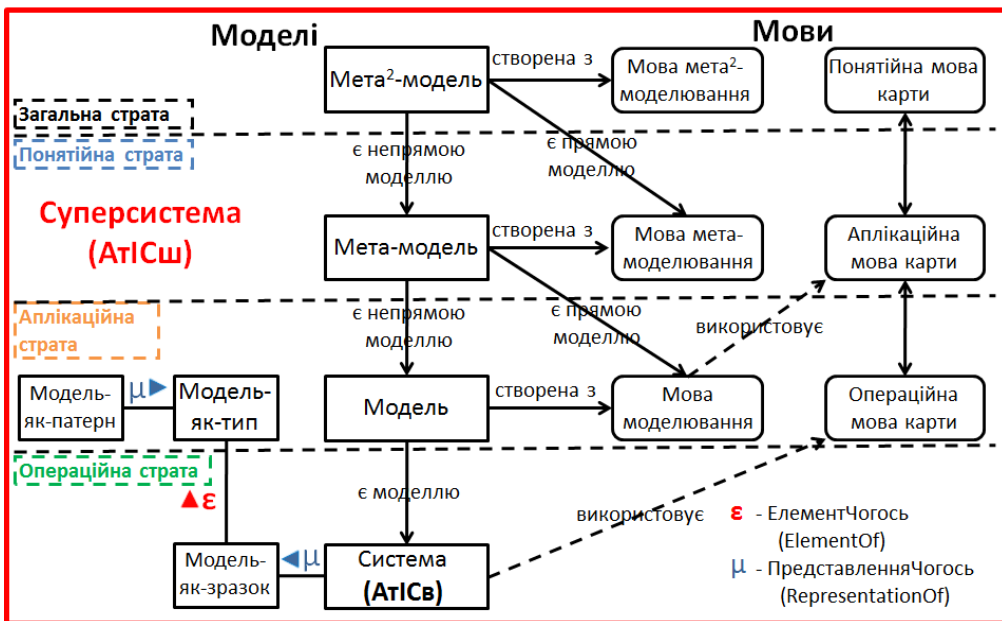 Моделі
Мови
Мета²-модель
створена з
Мова мета²-
моделювання
Понятійна мова
карти
Загальна страта
Понятійна страта
є непрямою
моделлю
є прямою
моделлю
Суперсистема
(АтІСш)
Мета-модель
створена з
Мова мета-
моделювання
Аплікаційна
мова карти
Аплікаційна
страта
є непрямою
моделлю
є прямою
моделлю
використовує
Модель-
як-патерн
μ
Модель-
як-тип
Модель
створена з
Мова
моделювання
Операційна
мова карти
Операційна страта
ε
є моделлю
використовує
ε - ЕлементЧогось
(ElementOf)
Модель-
як-зразок
μ
Система
(АтІСв)
μ - ПредставленняЧогось
(RepresentationOf)